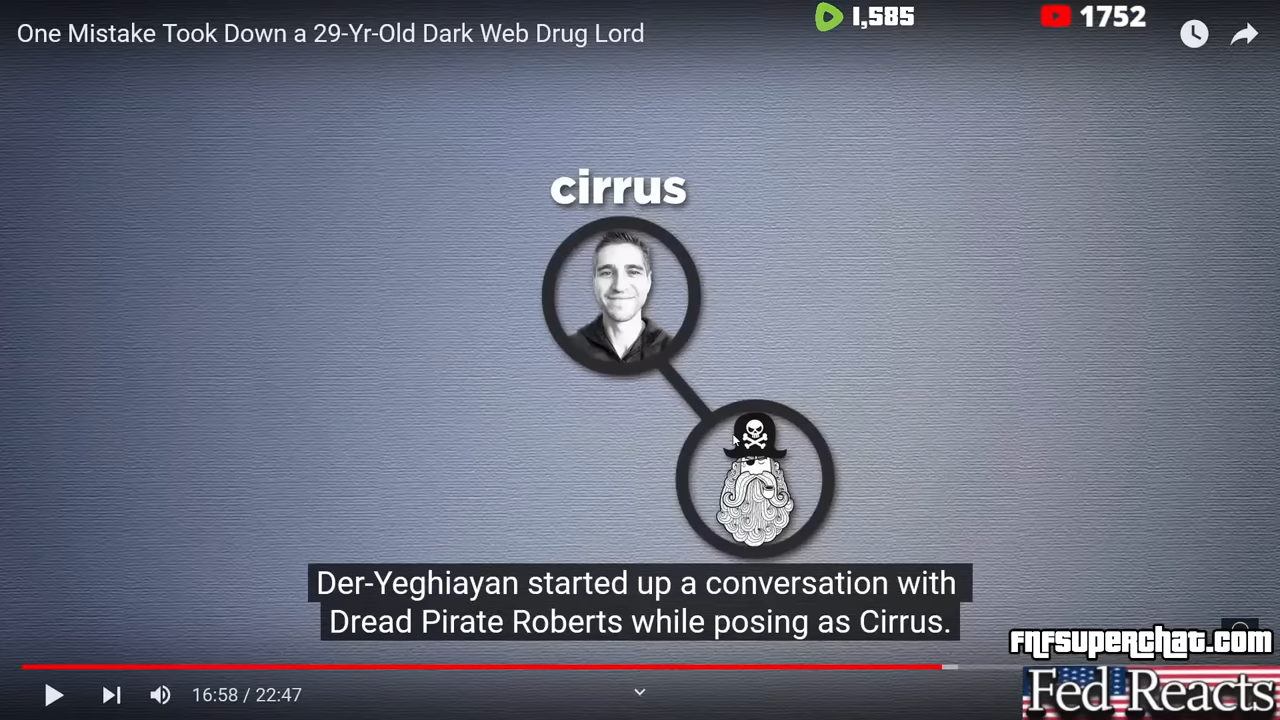 One Mistake Took Down a 29-Yr-Old Dark Web Drug Lord
1,585
1752
cirrus
Der-Yeghiayan started up a conversation with
Dread Pirate Roberts while posing as Cirrus.
FNFSUPERCHAT.COM
16:58 / 22:47
Fed Reacts